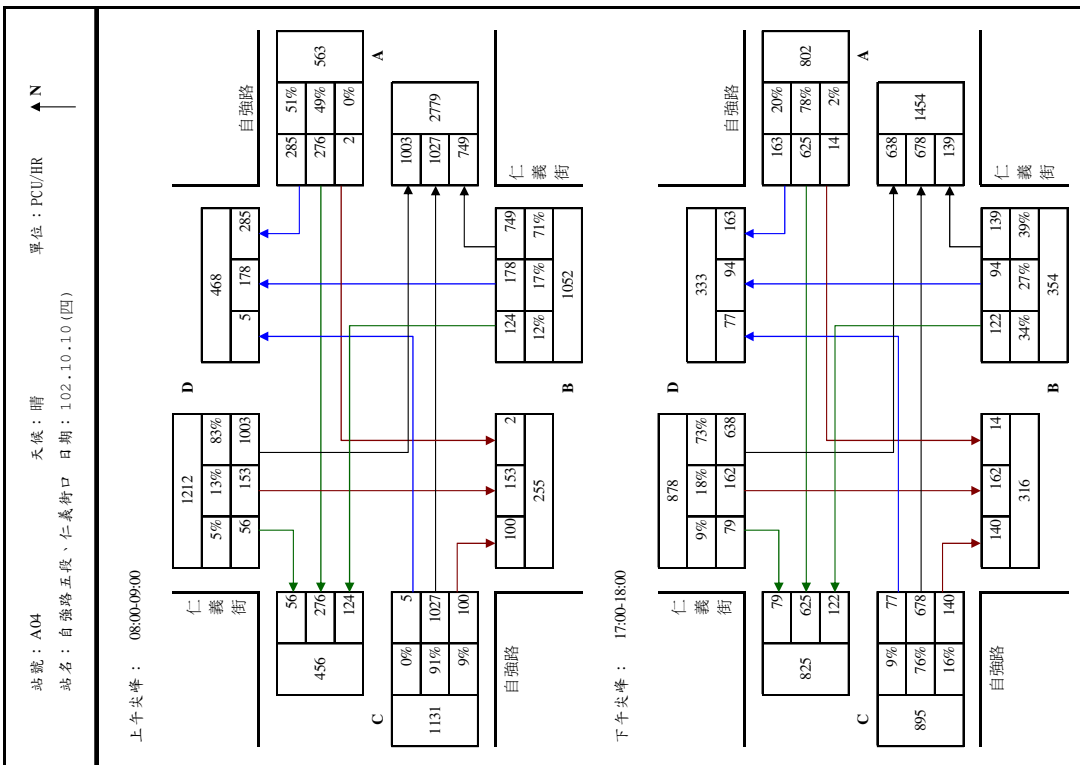 站號：A04 天候：晴 單位：PCU/HR N
站名：自強路五段、仁義街口 日期：102.10.10(四)
上午尖峰： 08:00-09:00
仁義街
1212
5% 13% 83%
56 153 1003
D
468
5 178 285
自強路
563
51% 49% 0%
285 276 2
A
56 276 124
456
2779
1003 1027 749
C
1131
0% 91% 9%
5 1027 100
自強路
100 153 2
255
B
124 178 749
12% 17% 71%
1052
仁義街
下午尖峰： 17:00-18:00
仁義街
878
9% 18% 73%
79 162 638
D
333
77 94 163
自強路
802
20% 78% 2%
163 625 14
A
79 625 122
825
1454
638 678 139
C
895
9% 76% 16%
77 678 140
自強路
140 162 14
316
B
122 94 139
34% 27% 39%
354
仁義街